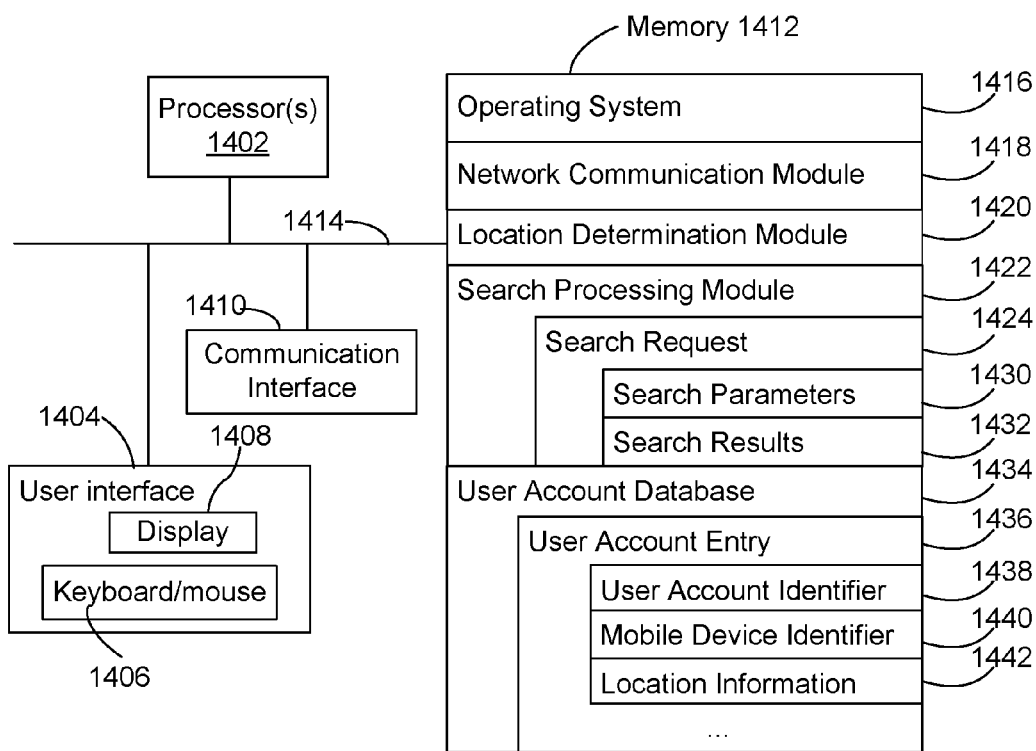 Memory 1412
Processor(s)
1402
1414
1410
Communication
Interface
1404
1408
User interface
Display
Keyboard/mouse
1406
Operating System
1416
Network Communication Module
1418
Location Determination Module
1420
Search Processing Module
1422
Search Request
1424
Search Parameters
1430
Search Results
1432
User Account Database
1434
User Account Entry
1436
User Account Identifier
1438
Mobile Device Identifier
1440
Location Information
1442
...